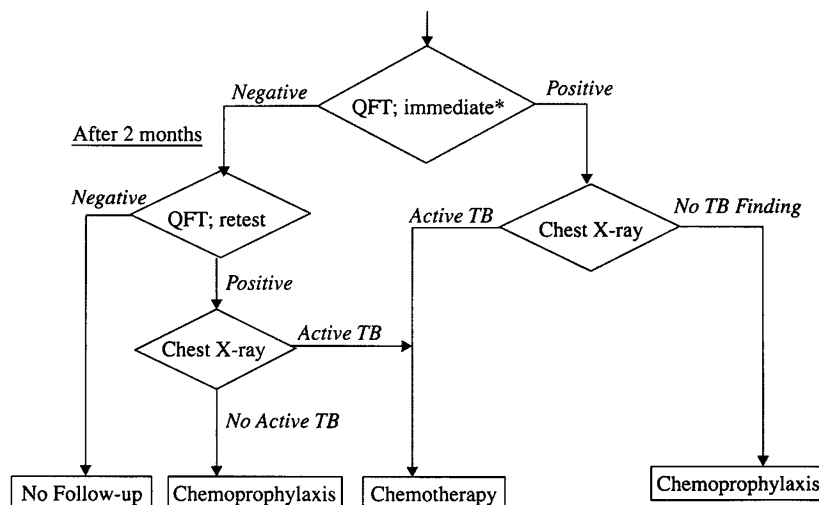 Negative
QFT; immediate*
Positive
After 2 months
Negative
QFT; retest
Active TB
Chest X-ray
No TB Finding
Positive
Chest X-ray
Active TB
No Active TB
No Follow-up
Chemoprophylaxis
Chemotherapy
Chemoprophylaxis